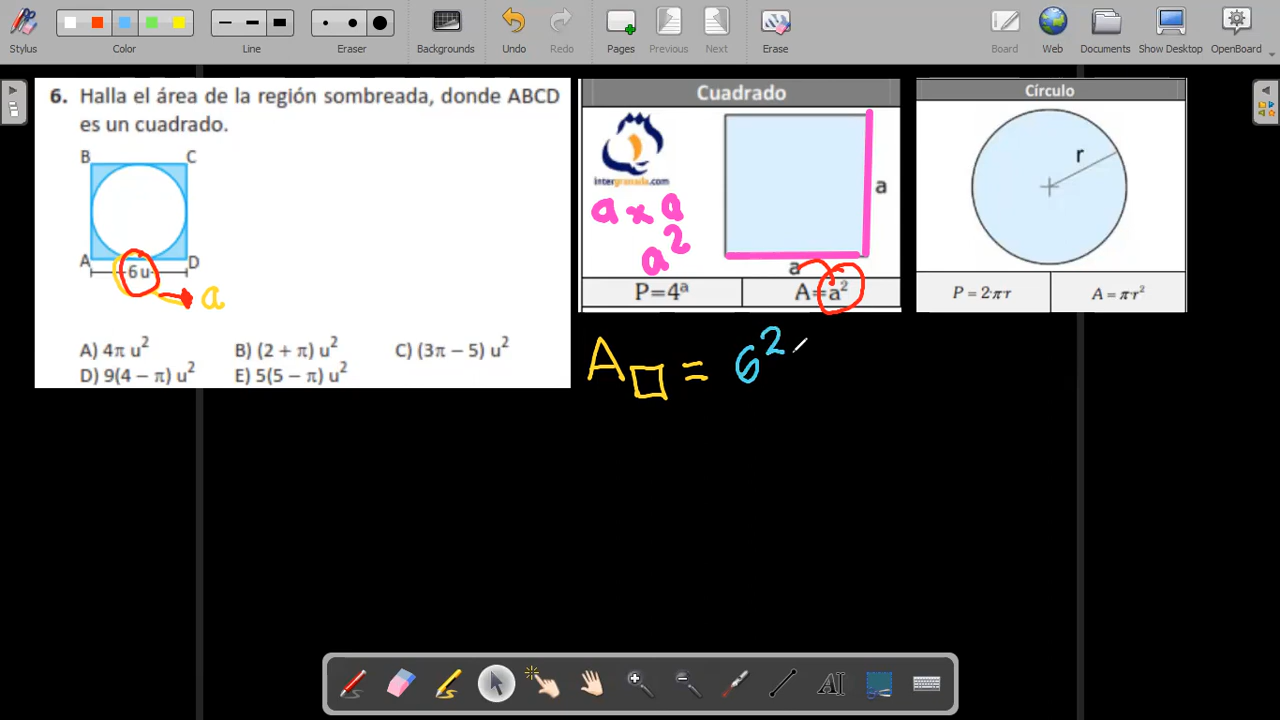 Stylus Color Line Eraser Backgrounds Undo Redo Pages Previous Next Erase Board Web Documents Show Desktop OpenBoard
6. Halla el área de la región sombreada, donde ABCD
es un cuadrado.
B C
A D
6 u
a
A) 4π u² B) (2 + π) u² C) (3π − 5) u²
D) 9(4 − π) u² E) 5(5 − π) u²
Cuadrado
intergranada.com
a x a
a²
a
a
P=4ª A=a²
Círculo
r
P = 2·π·r A = π·r²
A□ = 6²
AI